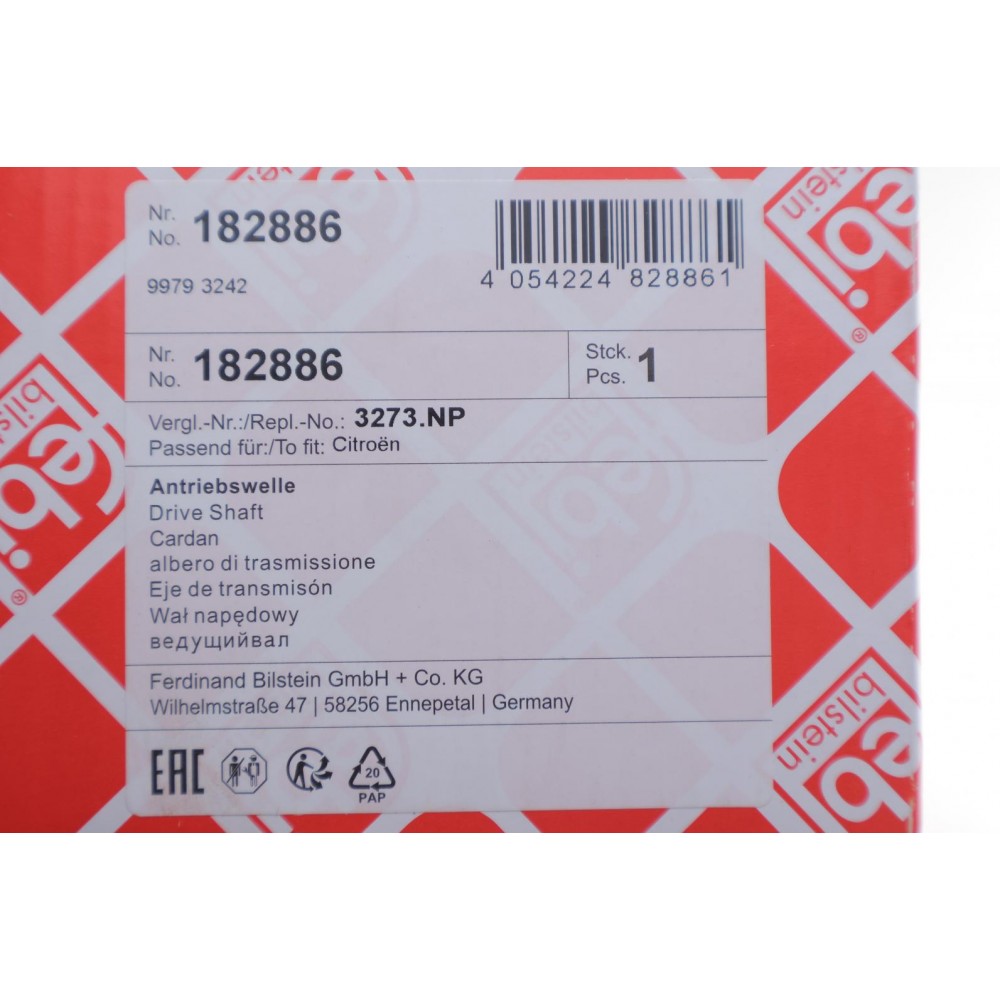 Nr.
No. 182886
9979 3242
4 054224 828861
Nr.
No. 182886
Stck.
Pcs. 1
Vergl.-Nr.:/Repl.-No.: 3273.NP
Passend für:/To fit: Citroën
Antriebswelle
Drive Shaft
Cardan
albero di trasmissione
Eje de transmisón
Wał napędowy
ведущийвал
Ferdinand Bilstein GmbH + Co. KG
Wilhelmstraße 47 | 58256 Ennepetal | Germany
EAC
20
PAP
febi
bilstein
®
febi
bilstein
®
febi
bilstein